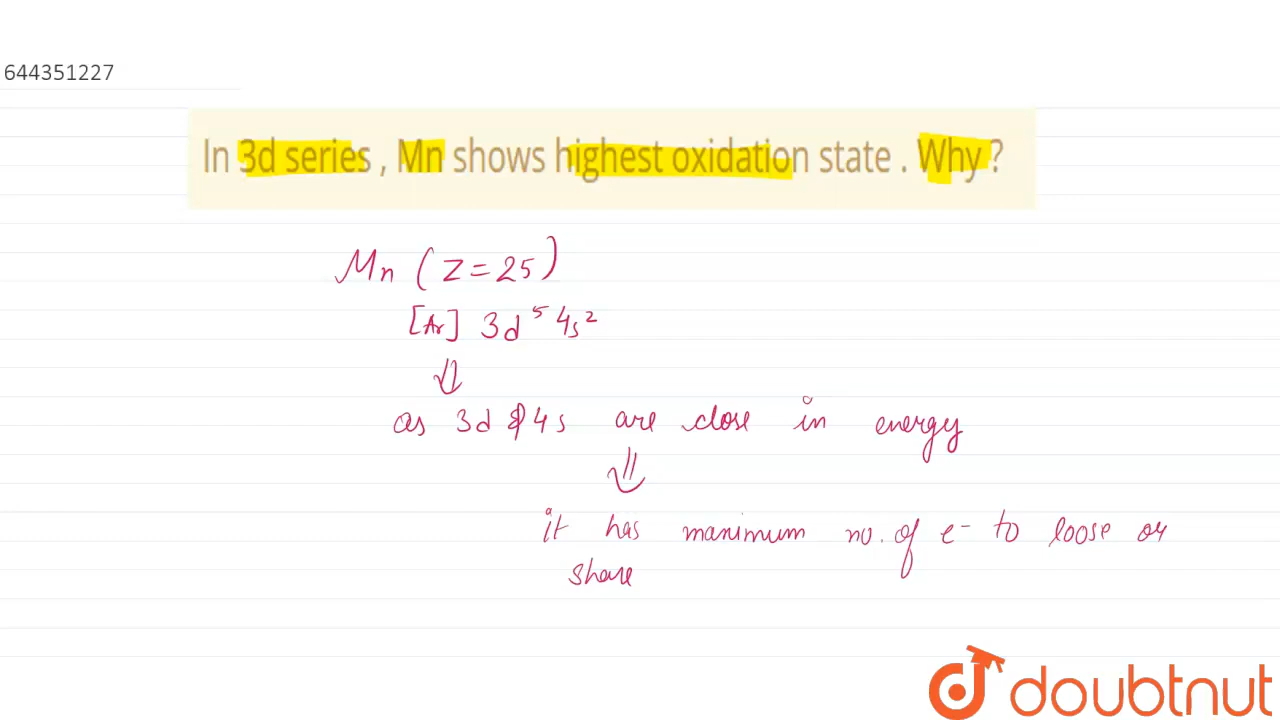 644351227
In 3d series , Mn shows highest oxidation state . Why ?
Mn (Z=25)
[Ar] 3d⁵ 4s²
as 3d & 4s are close in energy
it has maximum no. of e⁻ to loose or
share
doubtnut